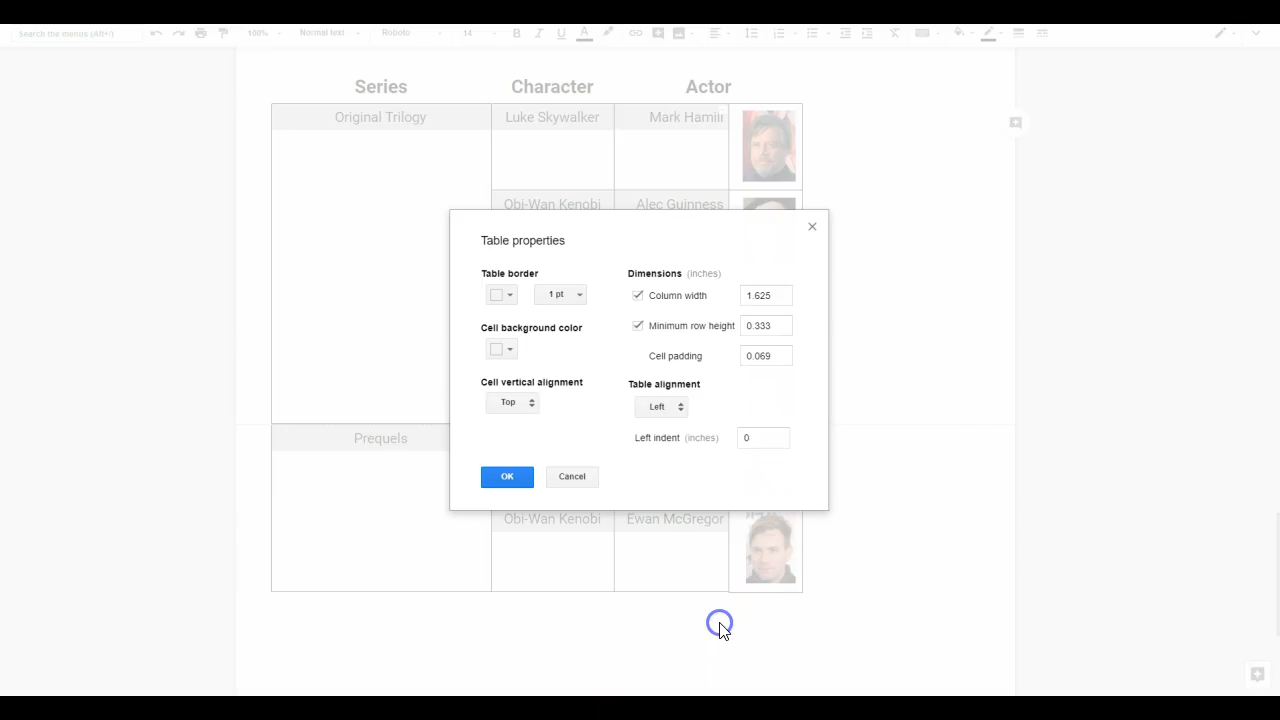 Search the menus (Alt+/)
100%
Normal text
Roboto
14
B I U A
Series
Character
Actor
Original Trilogy
Luke Skywalker
Mark Hamill
Obi-Wan Kenobi
Alec Guinness
Table properties
Table border
1 pt
Cell background color
Cell vertical alignment
Top
Dimensions (inches)
Column width
1.625
Minimum row height
0.333
Cell padding
0.069
Table alignment
Left
Left indent (inches)
0
OK
Cancel
Prequels
Obi-Wan Kenobi
Ewan McGregor